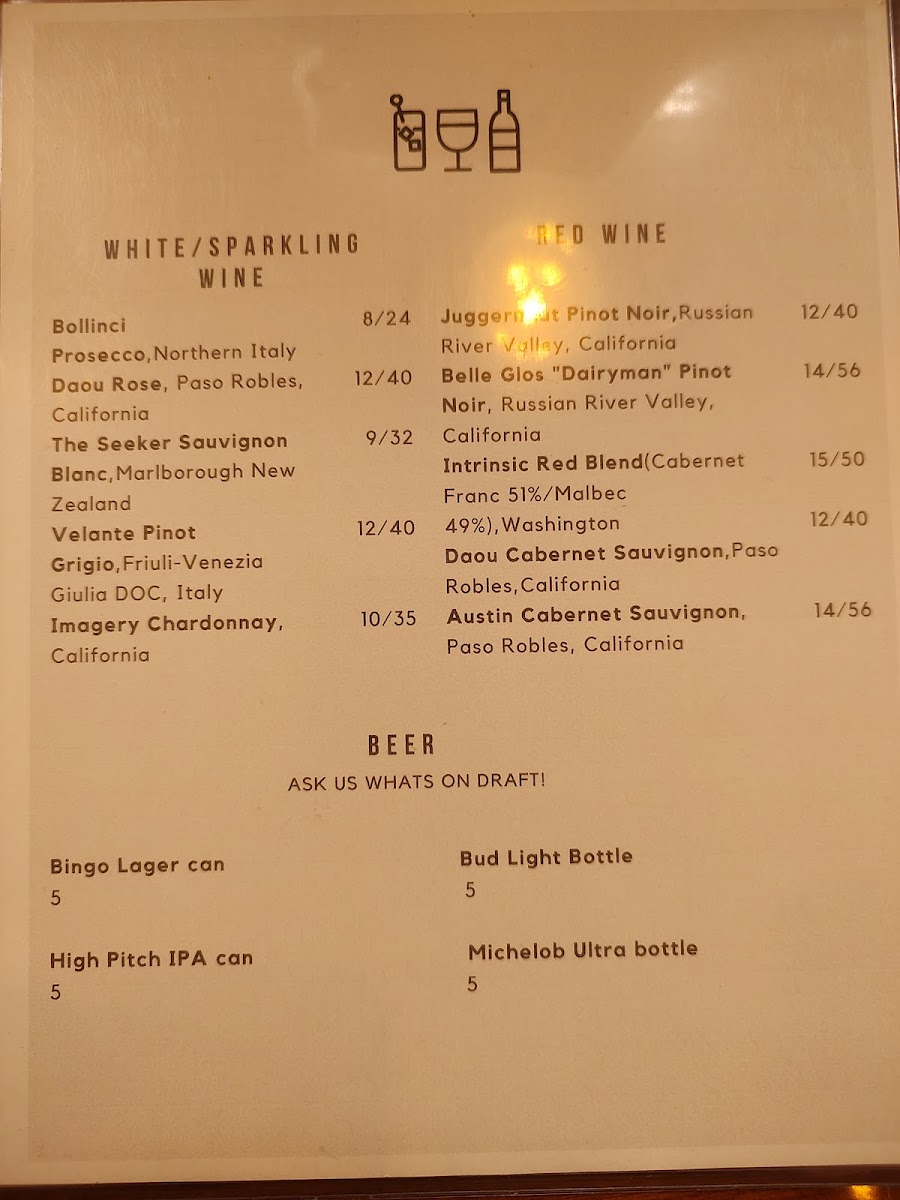 WHITE/SPARKLING
WINE
Bollinci 8/24
Prosecco,Northern Italy
Daou Rose, Paso Robles, 12/40
California
The Seeker Sauvignon 9/32
Blanc,Marlborough New
Zealand
Velante Pinot 12/40
Grigio,Friuli-Venezia
Giulia DOC, Italy
Imagery Chardonnay, 10/35
California
RED WINE
Juggernaut Pinot Noir,Russian 12/40
River Valley, California
Belle Glos "Dairyman" Pinot 14/56
Noir, Russian River Valley,
California
Intrinsic Red Blend(Cabernet 15/50
Franc 51%/Malbec
49%),Washington 12/40
Daou Cabernet Sauvignon,Paso
Robles,California
Austin Cabernet Sauvignon, 14/56
Paso Robles, California
BEER
ASK US WHATS ON DRAFT!
Bingo Lager can
5
High Pitch IPA can
5
Bud Light Bottle
5
Michelob Ultra bottle
5